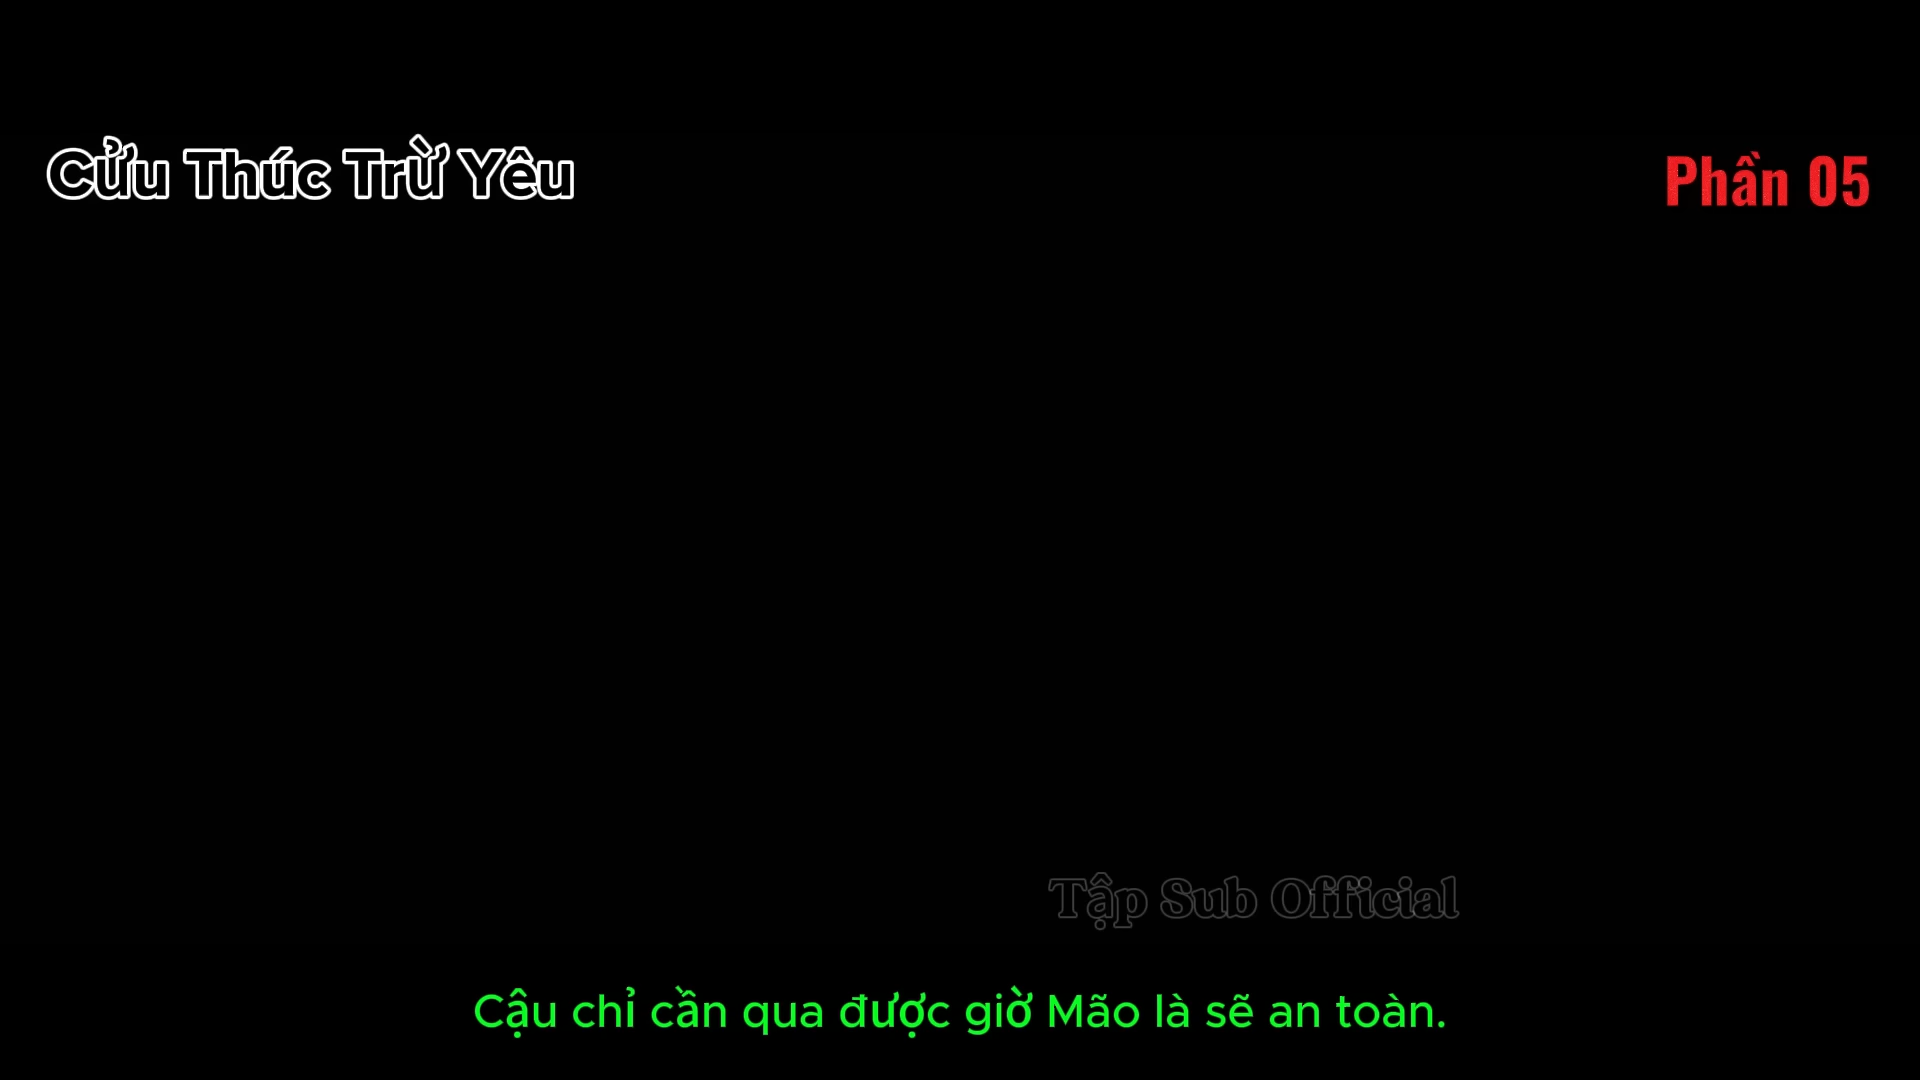 Cửu Thúc Trừ Yêu
Phần 05
Tập Sub Official
Cậu chỉ cần qua được giờ Mão là sẽ an toàn.